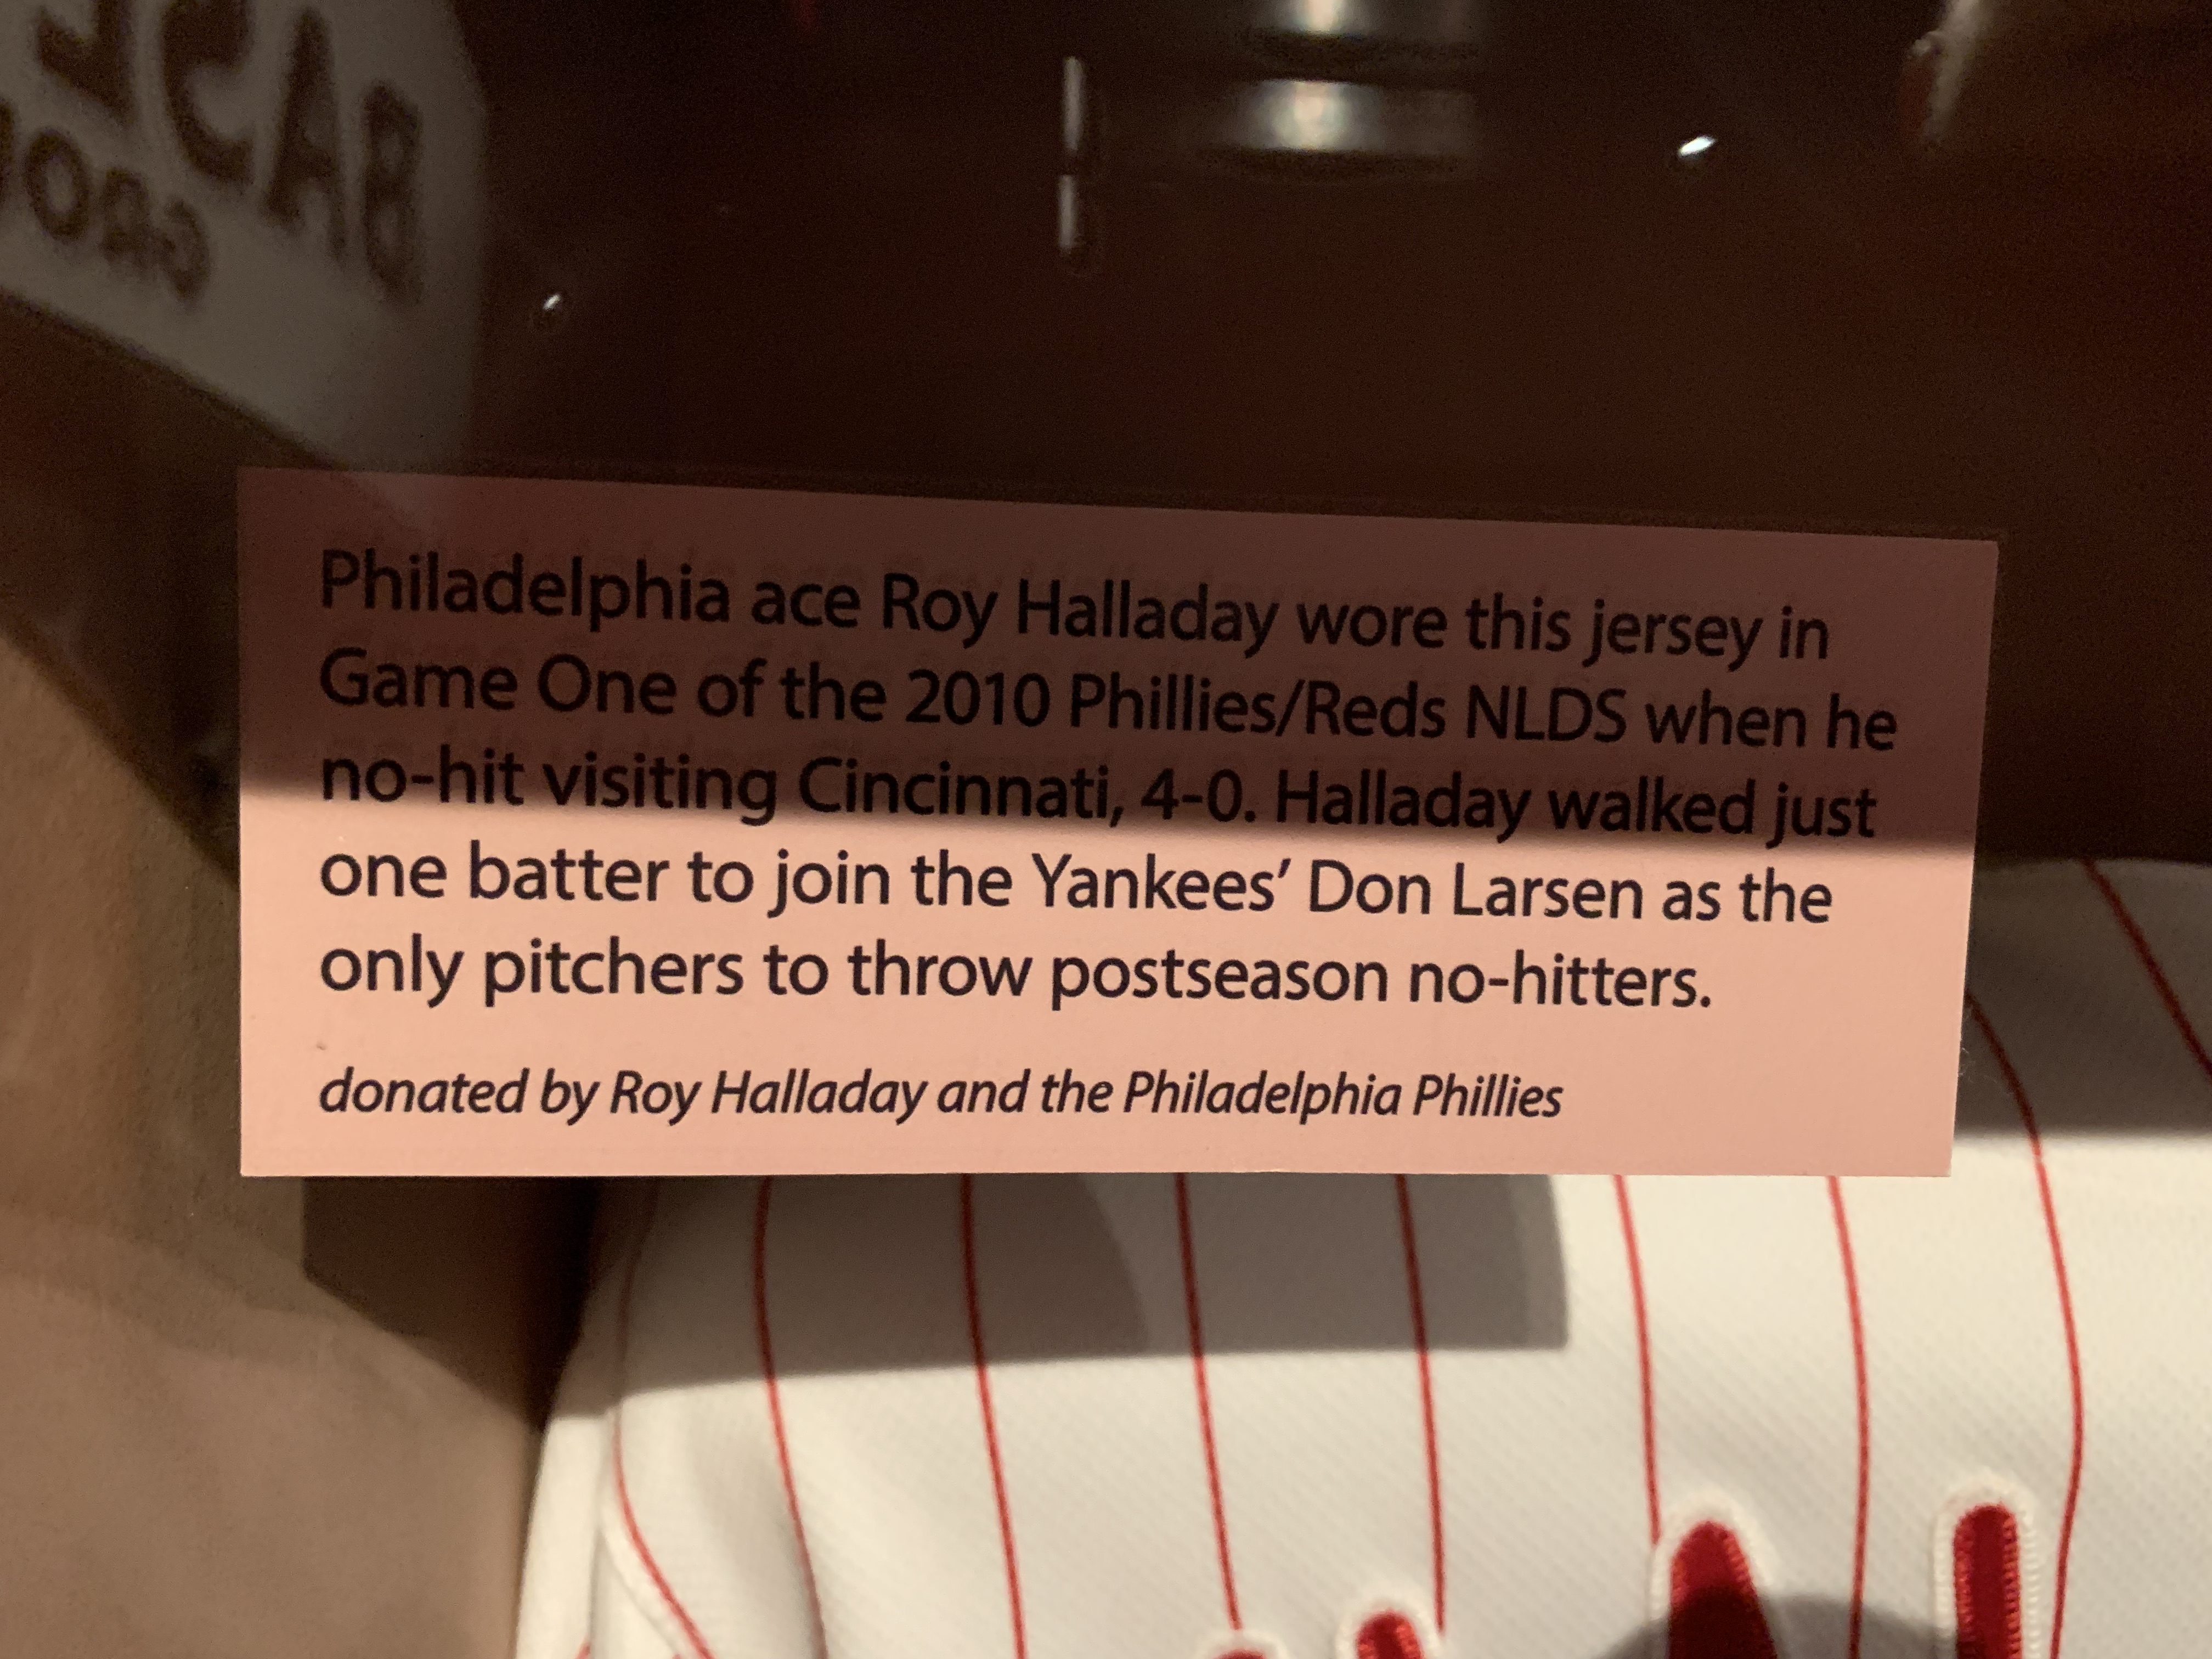 Philadelphia ace Roy Halladay wore this jersey in
Game One of the 2010 Phillies/Reds NLDS when he
no-hit visiting Cincinnati, 4-0. Halladay walked just
one batter to join the Yankees’ Don Larsen as the
only pitchers to throw postseason no-hitters.
donated by Roy Halladay and the Philadelphia Phillies